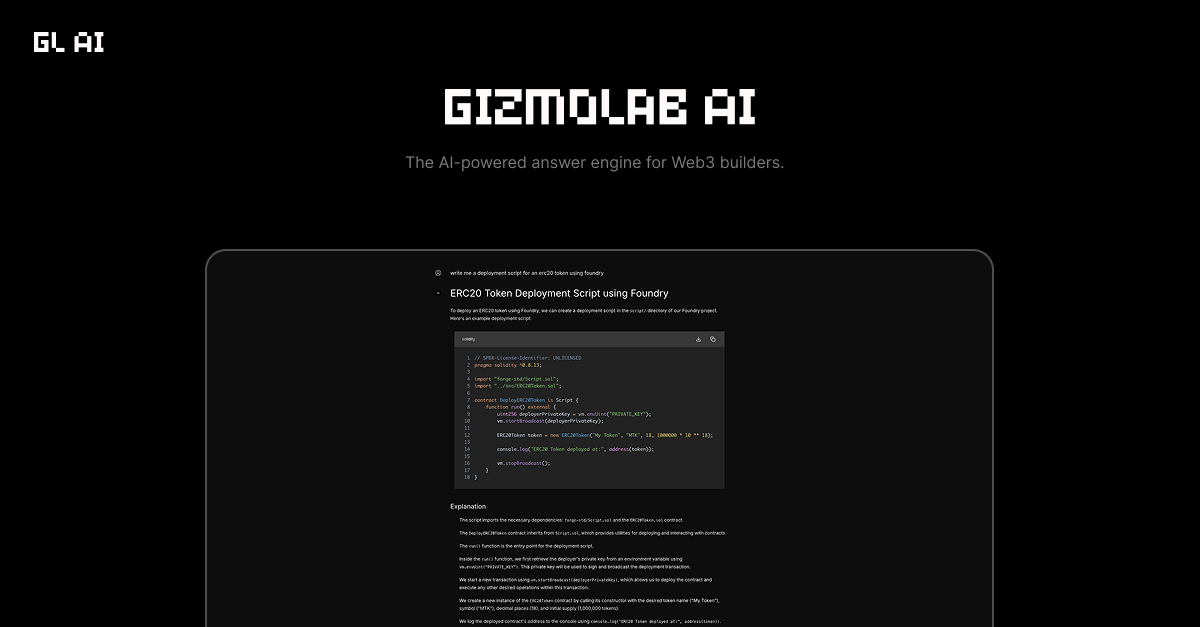 GL AI
GIZMOLAB AI
The AI-powered answer engine for Web3 builders.
write me a deployment script for an erc20 token using foundry
ERC20 Token Deployment Script using Foundry
To deploy an ERC20 token using Foundry, we can create a deployment script in the script/ directory of our Foundry project.
Here's an example deployment script:
solidity
1 // SPDX-License-Identifier: UNLICENSED
2 pragma solidity ^0.8.13;
3
4 import "forge-std/Script.sol";
5 import "../src/ERC20Token.sol";
6
7 contract DeployERC20Token is Script {
8 function run() external {
9 uint256 deployerPrivateKey = vm.envUint("PRIVATE_KEY");
10 vm.startBroadcast(deployerPrivateKey);
11
12 ERC20Token token = new ERC20Token("My Token", "MTK", 18, 1000000 * 10 ** 18);
13
14 console.log("ERC20 Token deployed at:", address(token));
15
16 vm.stopBroadcast();
17 }
18 }
Explanation
The script imports the necessary dependencies: forge-std/Script.sol and the ERC20Token.sol contract.
The DeployERC20Token contract inherits from Script.sol, which provides utilities for deploying and interacting with contracts.
The run() function is the entry point for the deployment script.
Inside the run() function, we first retrieve the deployer's private key from an environment variable using
vm.envUint("PRIVATE_KEY"). This private key will be used to sign and broadcast the deployment transaction.
We start a new transaction using vm.startBroadcast(deployerPrivateKey), which allows us to deploy the contract and
execute any other desired operations within this transaction.
We create a new instance of the ERC20Token contract by calling its constructor with the desired token name ("My Token"),
symbol ("MTK"), decimal places (18), and initial supply (1,000,000 tokens).
We log the deployed contract's address to the console using console.log("ERC20 Token deployed at:", address(token)).